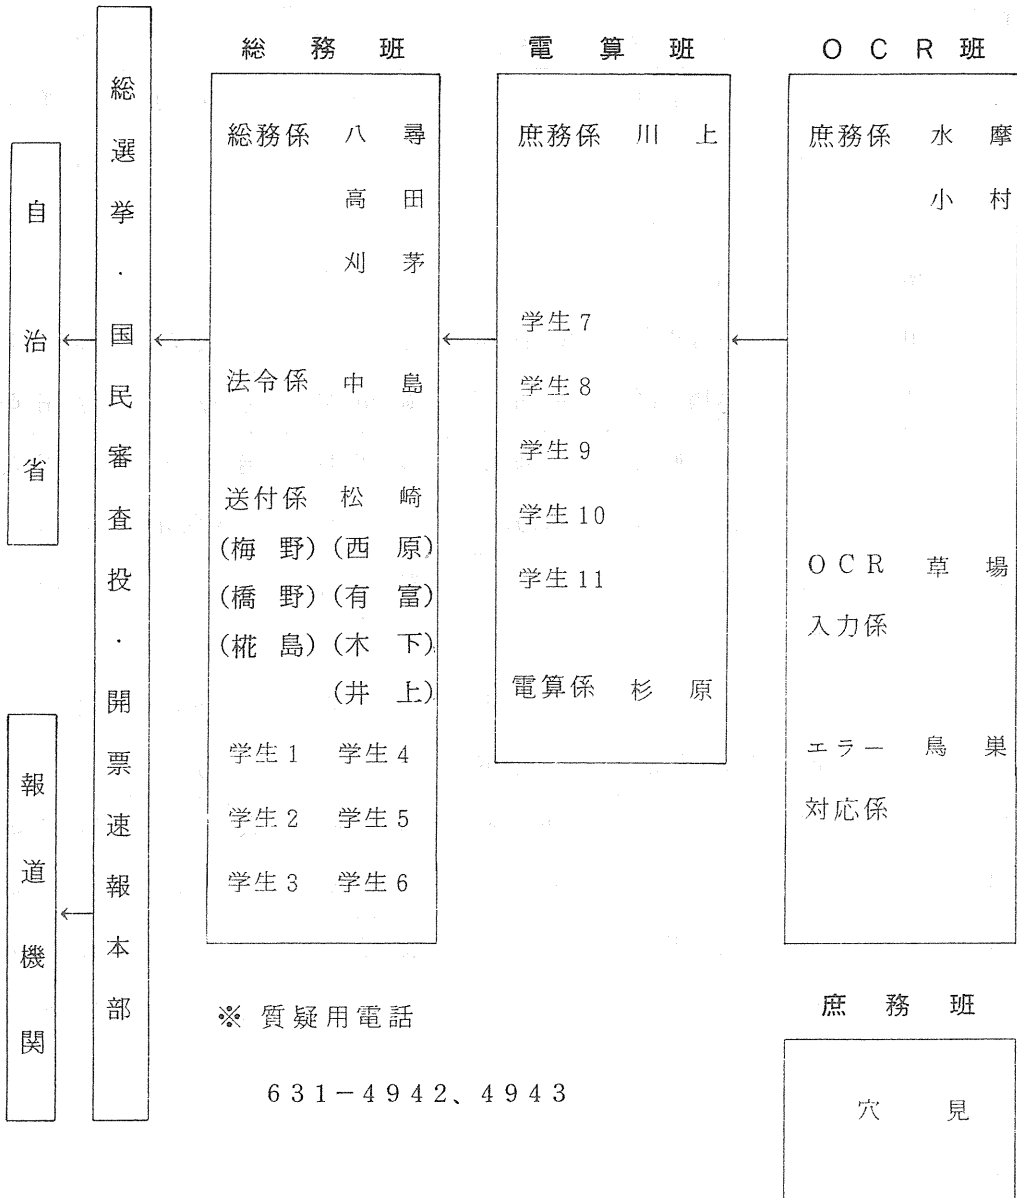 自治省
報道機関
総選挙・国民審査投・開票速報本部
総務班
総務係 八尋
高田
刈茅
法令係 中島
送付係 松崎
(梅野) (西原)
(橋野) (有富)
(椛島) (木下)
(井上)
学生1 学生4
学生2 学生5
学生3 学生6
電算班
庶務係 川上
学生7
学生8
学生9
学生10
学生11
電算係 杉原
OCR班
庶務係 水摩
小村
OCR 草場
入力係
エラー 鳥巣
対応係
庶務班
穴見
※ 質疑用電話
631-4942、4943